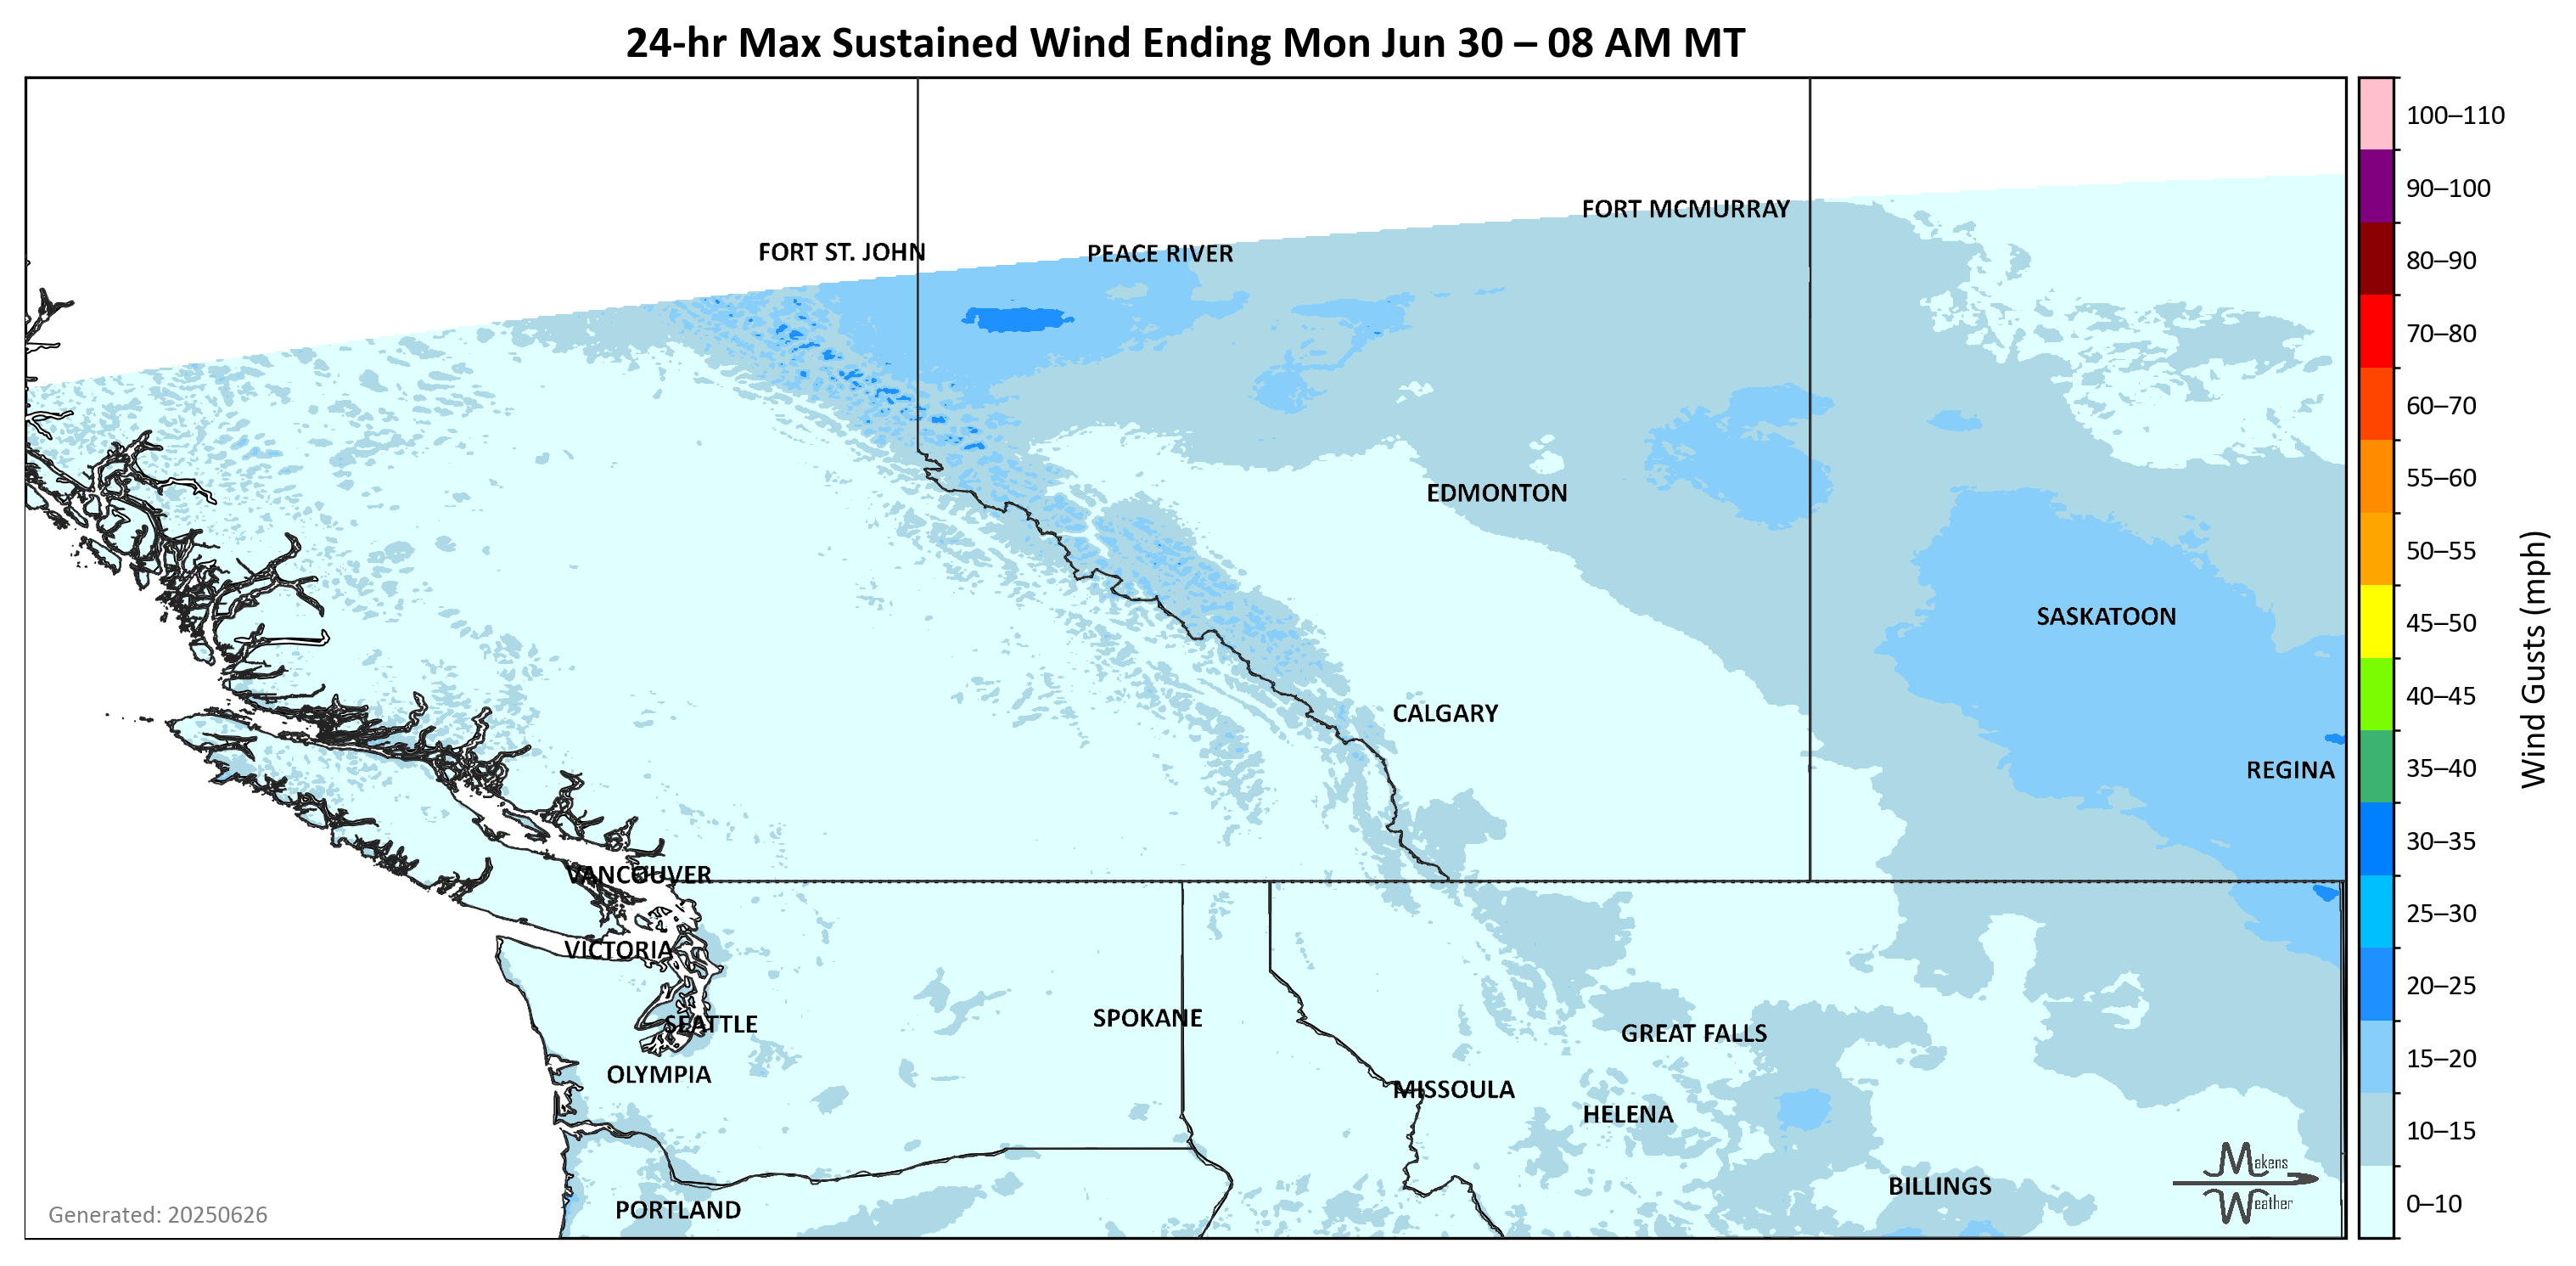 24-hr Max Sustained Wind Ending Mon Jun 30 – 08 AM MT
100–110
90–100
80–90
70–80
60–70
55–60
50–55
45–50
40–45
35–40
30–35
25–30
20–25
15–20
10–15
0–10
Wind Gusts (mph)
FORT MCMURRAY
FORT ST. JOHN
PEACE RIVER
EDMONTON
SASKATOON
CALGARY
REGINA
VANCOUVER
VICTORIA
SEATTLE
SPOKANE
GREAT FALLS
OLYMPIA
MISSOULA
HELENA
BILLINGS
PORTLAND
Makens
Weather
Generated: 20250626